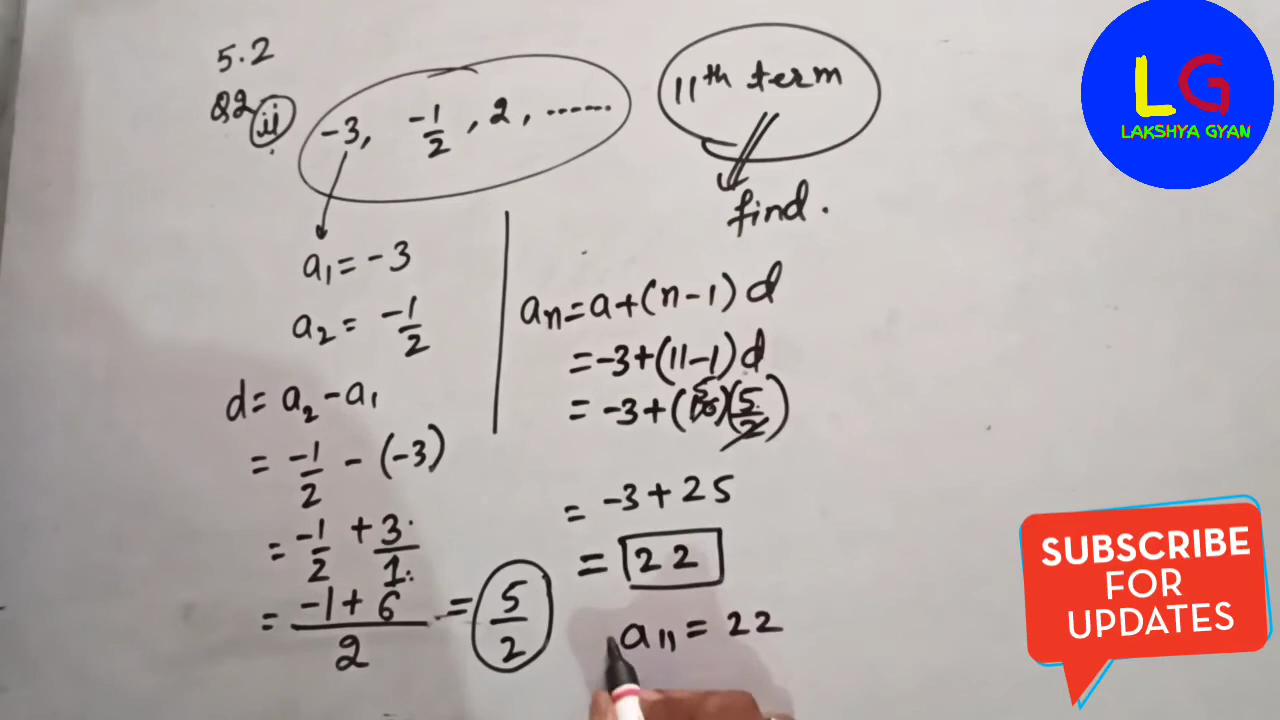 5.2
Q2 ii) -3, -1/2, 2, ......
11th term
find.
a₁ = -3
a₂ = -1/2
d = a₂ - a₁
= -1/2 - (-3)
= -1/2 + 3/1
= -1+6/2 = 5/2
aₙ = a+(n-1) d
= -3+(11-1) d
= -3+(10)(5/2)
5
= -3+25
= 22
a₁₁ = 22
LG
LAKSHYA GYAN
SUBSCRIBE
FOR
UPDATES